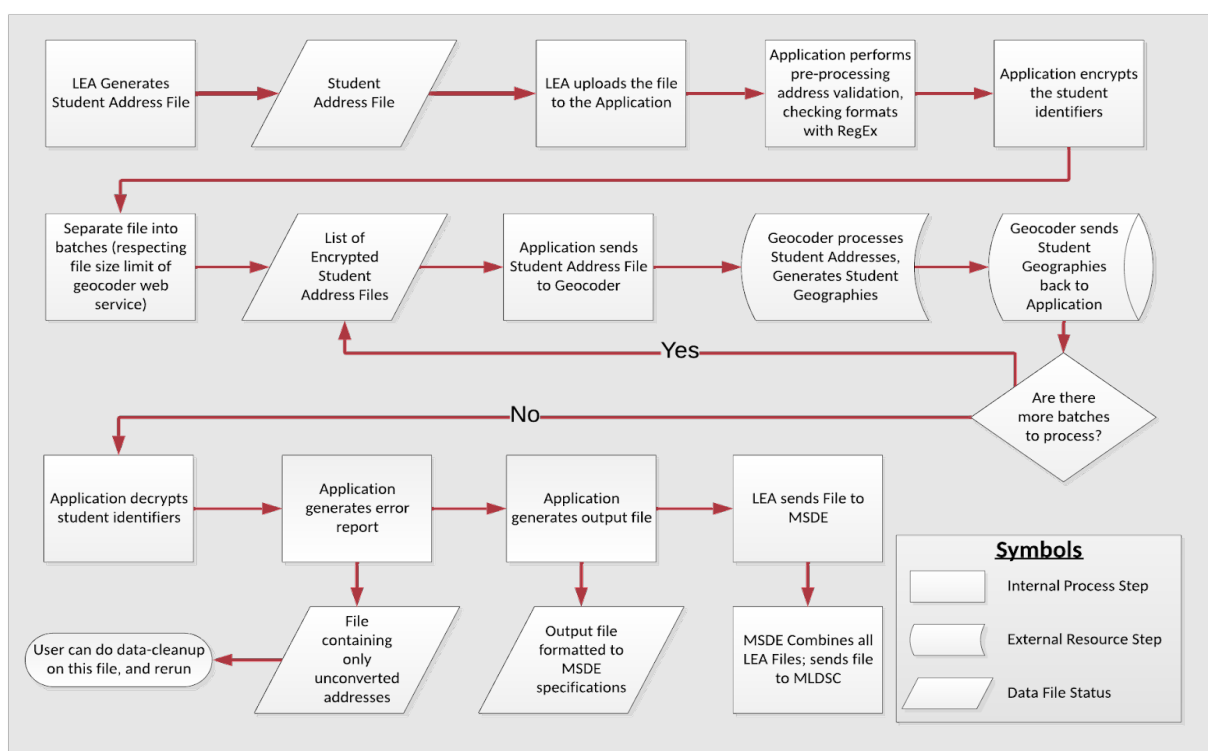 LEA Generates
Student Address File
Student
Address File
LEA uploads the file
to the Application
Application performs
pre-processing
address validation,
checking formats
with RegEx
Application encrypts
the student
identifiers
Separate file into
batches (respecting
file size limit of
geocoder web
service)
List of
Encrypted
Student
Address Files
Application sends
Student Address File
to Geocoder
Geocoder processes
Student Addresses,
Generates Student
Geographies
Geocoder sends
Student
Geographies
back to
Application
Yes
Are there
more batches
to process?
No
Application decrypts
student identifiers
Application
generates error
report
Application
generates output file
LEA sends File to
MSDE
File
containing
only
unconverted
addresses
User can do data-cleanup
on this file, and rerun
Output file
formatted to
MSDE
specifications
MSDE Combines all
LEA Files; sends file
to MLDSC
Symbols
Internal Process Step
External Resource Step
Data File Status